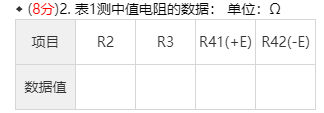 ◆ (8分)2. 表1测中值电阻的数据： 单位：Ω
项目 R2 R3 R41(+E) R42(-E)
数据值